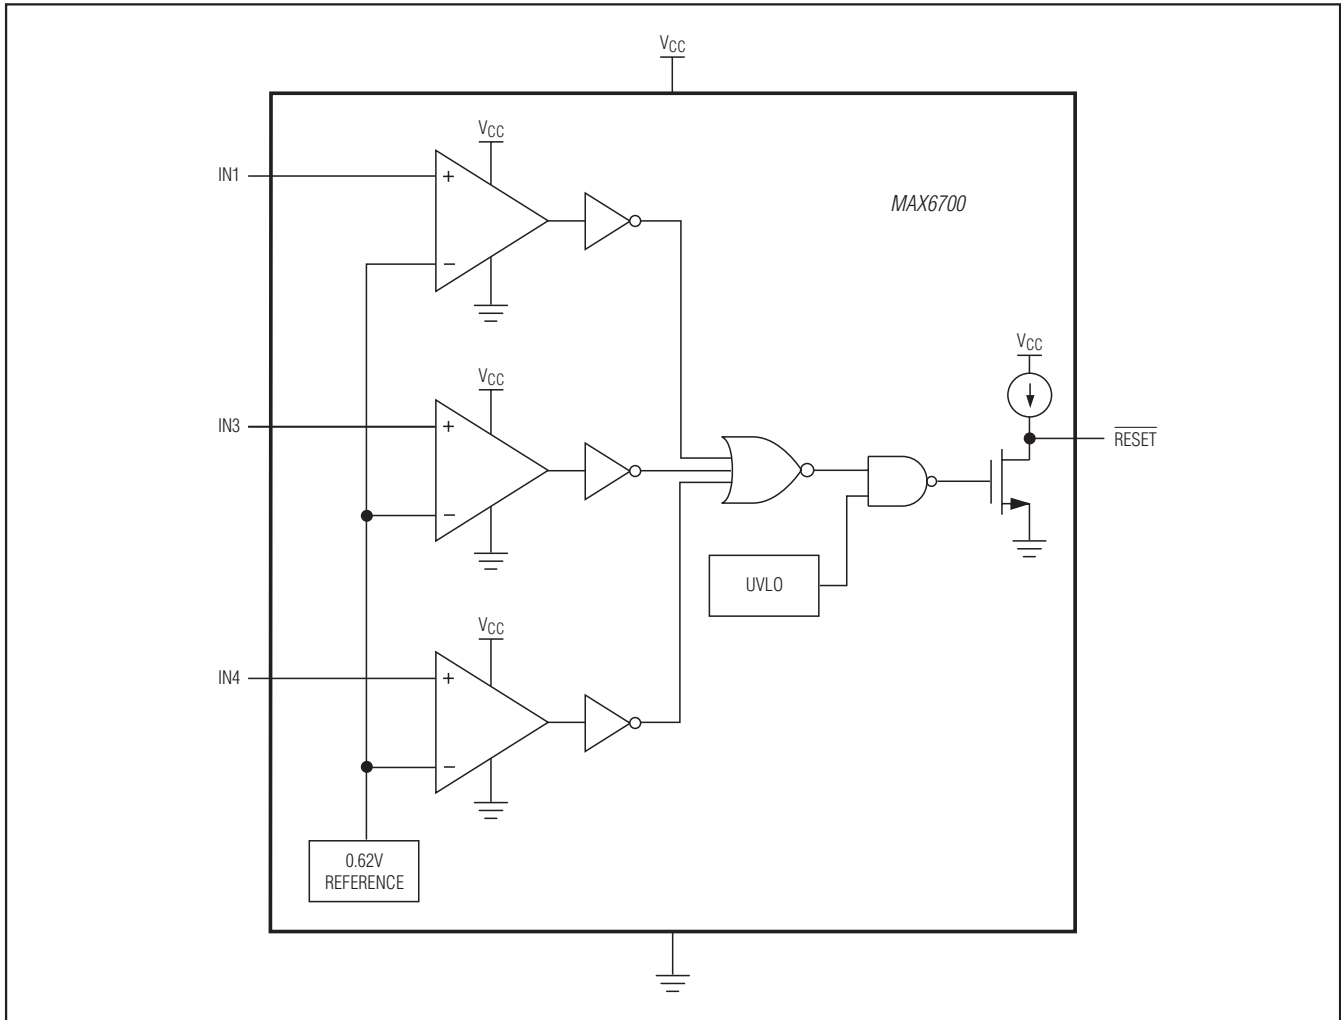 VCC
VCC
IN1
+
MAX6700
−
VCC
VCC
IN3
+
RESET
−
UVLO
VCC
IN4
+
−
0.62V
REFERENCE